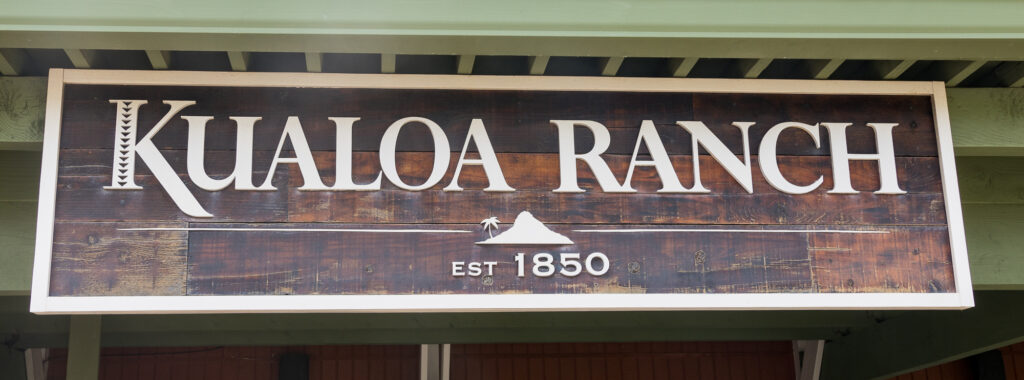 KUALOA RANCH
EST 1850